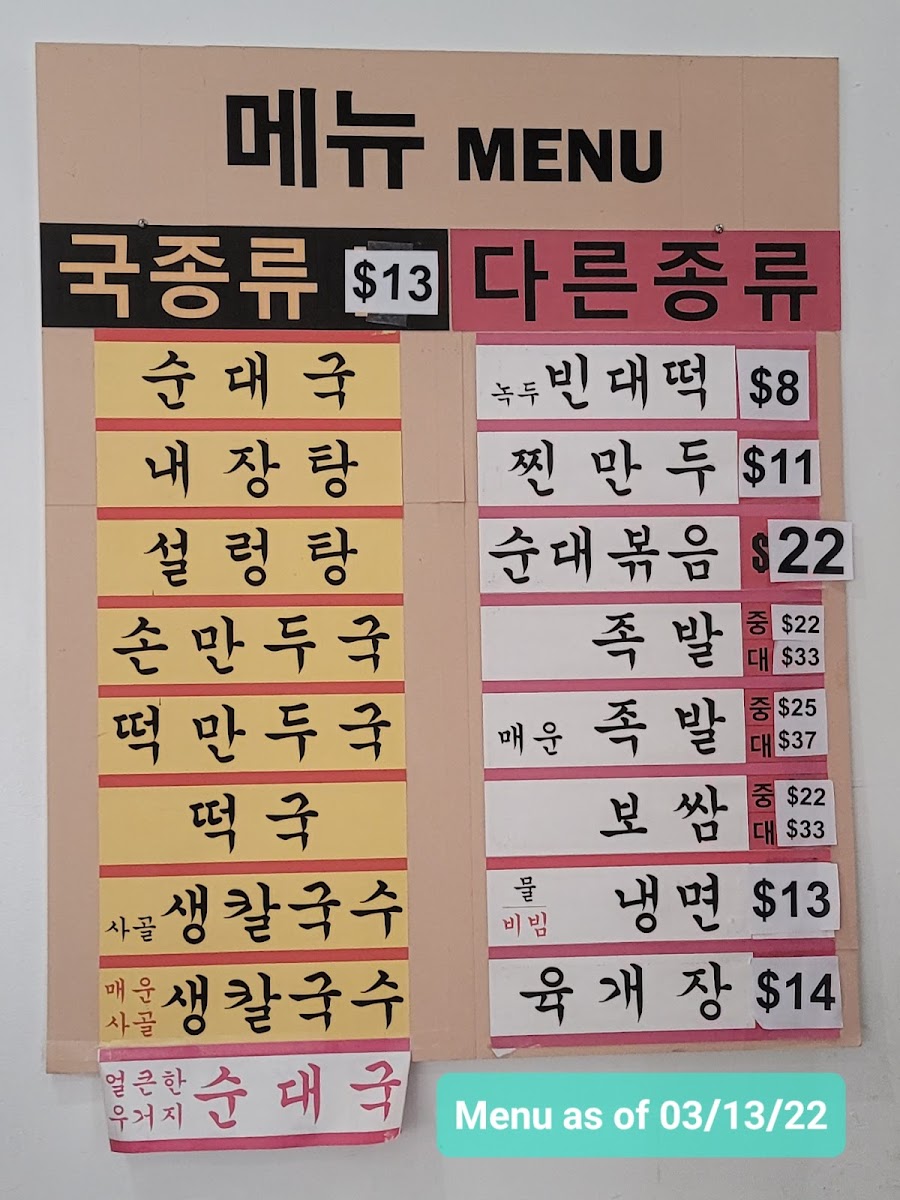 메뉴 MENU
국종류 $13
순대국
내장탕
설렁탕
손만두국
떡만두국
떡국
사골 생칼국수
매운 사골 생칼국수
얼큰한 우거지 순대국
다른종류
녹두 빈대떡 $8
찐만두 $11
순대볶음 $22
족발 중 $22
대 $33
매운 족발 중 $25
대 $37
보쌈 중 $22
대 $33
물 비빔 냉면 $13
육개장 $14
Menu as of 03/13/22